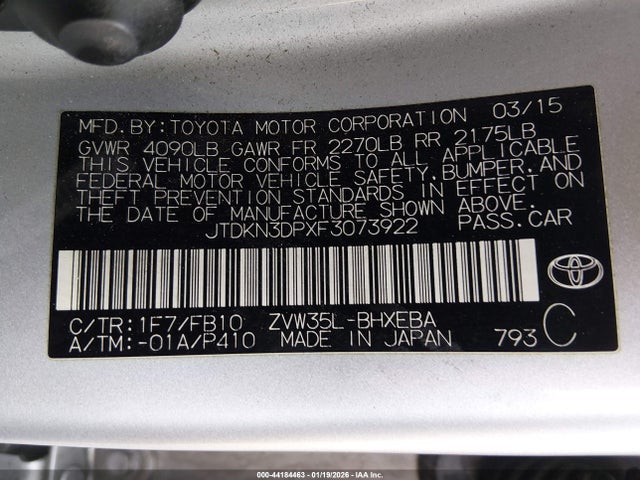 MFD.BY:TOYOTA MOTOR CORPORATION 03/15
GVWR 4090LB GAWR FR 2270LB RR 2175LB
THIS VEHICLE CONFORMS TO ALL APPLICABLE
FEDERAL MOTOR VEHICLE SAFETY,BUMPER,AND
THEFT PREVENTION STANDARDS IN EFFECT ON
THE DATE OF MANUFACTURE SHOWN ABOVE.
JTDKN3DPXF3073922 PASS.CAR
C/TR:1F7/FB10 ZVW35L-BHXEBA
A/TM:-01A/P410 MADE IN JAPAN 793 C
000-44184463 - 01/19/2026 - IAA Inc.